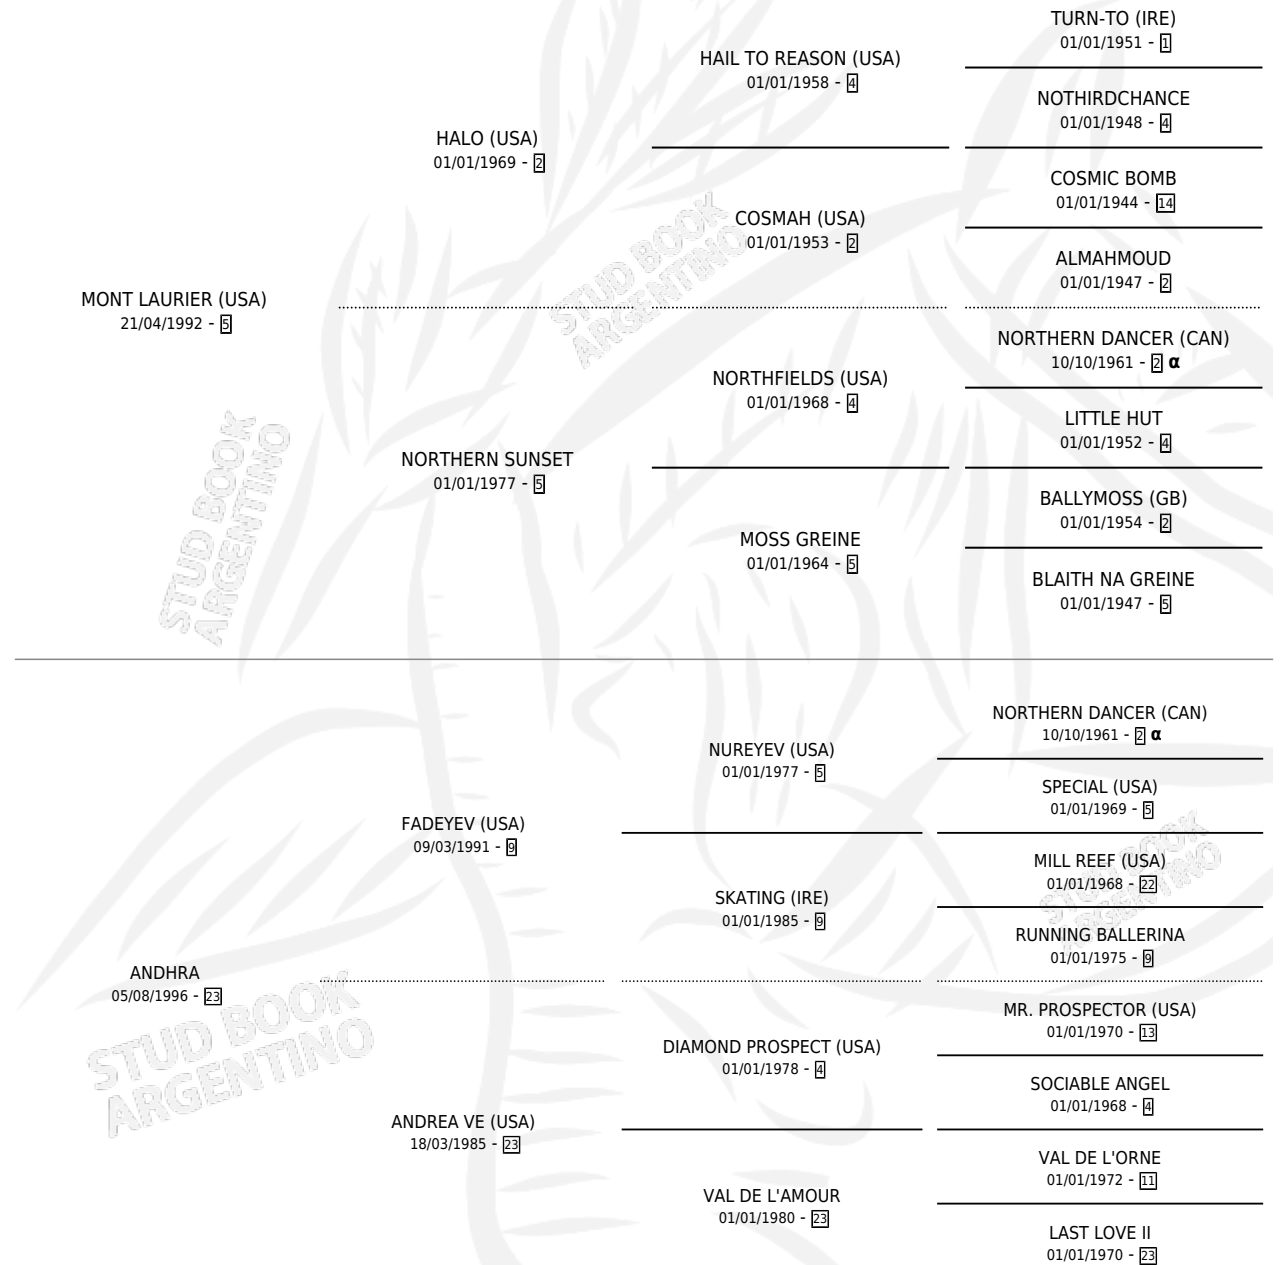 TURN-TO (IRE)
01/01/1951 - 1
HAIL TO REASON (USA)
01/01/1958 - 4
NOTHIRDCHANCE
01/01/1948 - 4
HALO (USA)
01/01/1969 - 2
COSMIC BOMB
01/01/1944 - 14
COSMAH (USA)
01/01/1953 - 2
ALMAHMOUD
01/01/1947 - 2
MONT LAURIER (USA)
21/04/1992 - 5
NORTHERN DANCER (CAN)
10/10/1961 - 2 α
NORTHFIELDS (USA)
01/01/1968 - 4
LITTLE HUT
01/01/1952 - 4
NORTHERN SUNSET
01/01/1977 - 5
BALLYMOSS (GB)
01/01/1954 - 2
MOSS GREINE
01/01/1964 - 5
BLAITH NA GREINE
01/01/1947 - 5
NORTHERN DANCER (CAN)
10/10/1961 - 2 α
NUREYEV (USA)
01/01/1977 - 5
SPECIAL (USA)
01/01/1969 - 5
FADEYEV (USA)
09/03/1991 - 9
MILL REEF (USA)
01/01/1968 - 22
SKATING (IRE)
01/01/1985 - 9
RUNNING BALLERINA
01/01/1975 - 9
ANDHRA
05/08/1996 - 23
MR. PROSPECTOR (USA)
01/01/1970 - 13
DIAMOND PROSPECT (USA)
01/01/1978 - 4
SOCIABLE ANGEL
01/01/1968 - 4
ANDREA VE (USA)
18/03/1985 - 23
VAL DE L'ORNE
01/01/1972 - 11
VAL DE L'AMOUR
01/01/1980 - 23
LAST LOVE II
01/01/1970 - 23
STUD BOOK
ARGENTINO
STUD BOOK
ARGENTINO
STUD BOOK
ARGENTINO
STUD BOOK
ARGENTINO